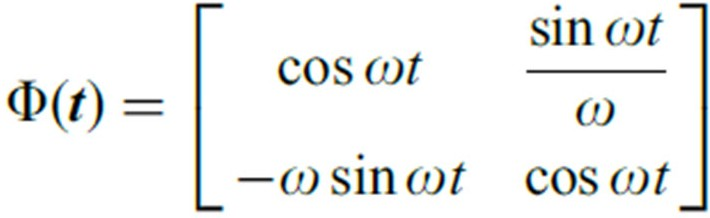 Φ(t) = [ cos ωt   sin ωt / ω
−ω sin ωt   cos ωt ]